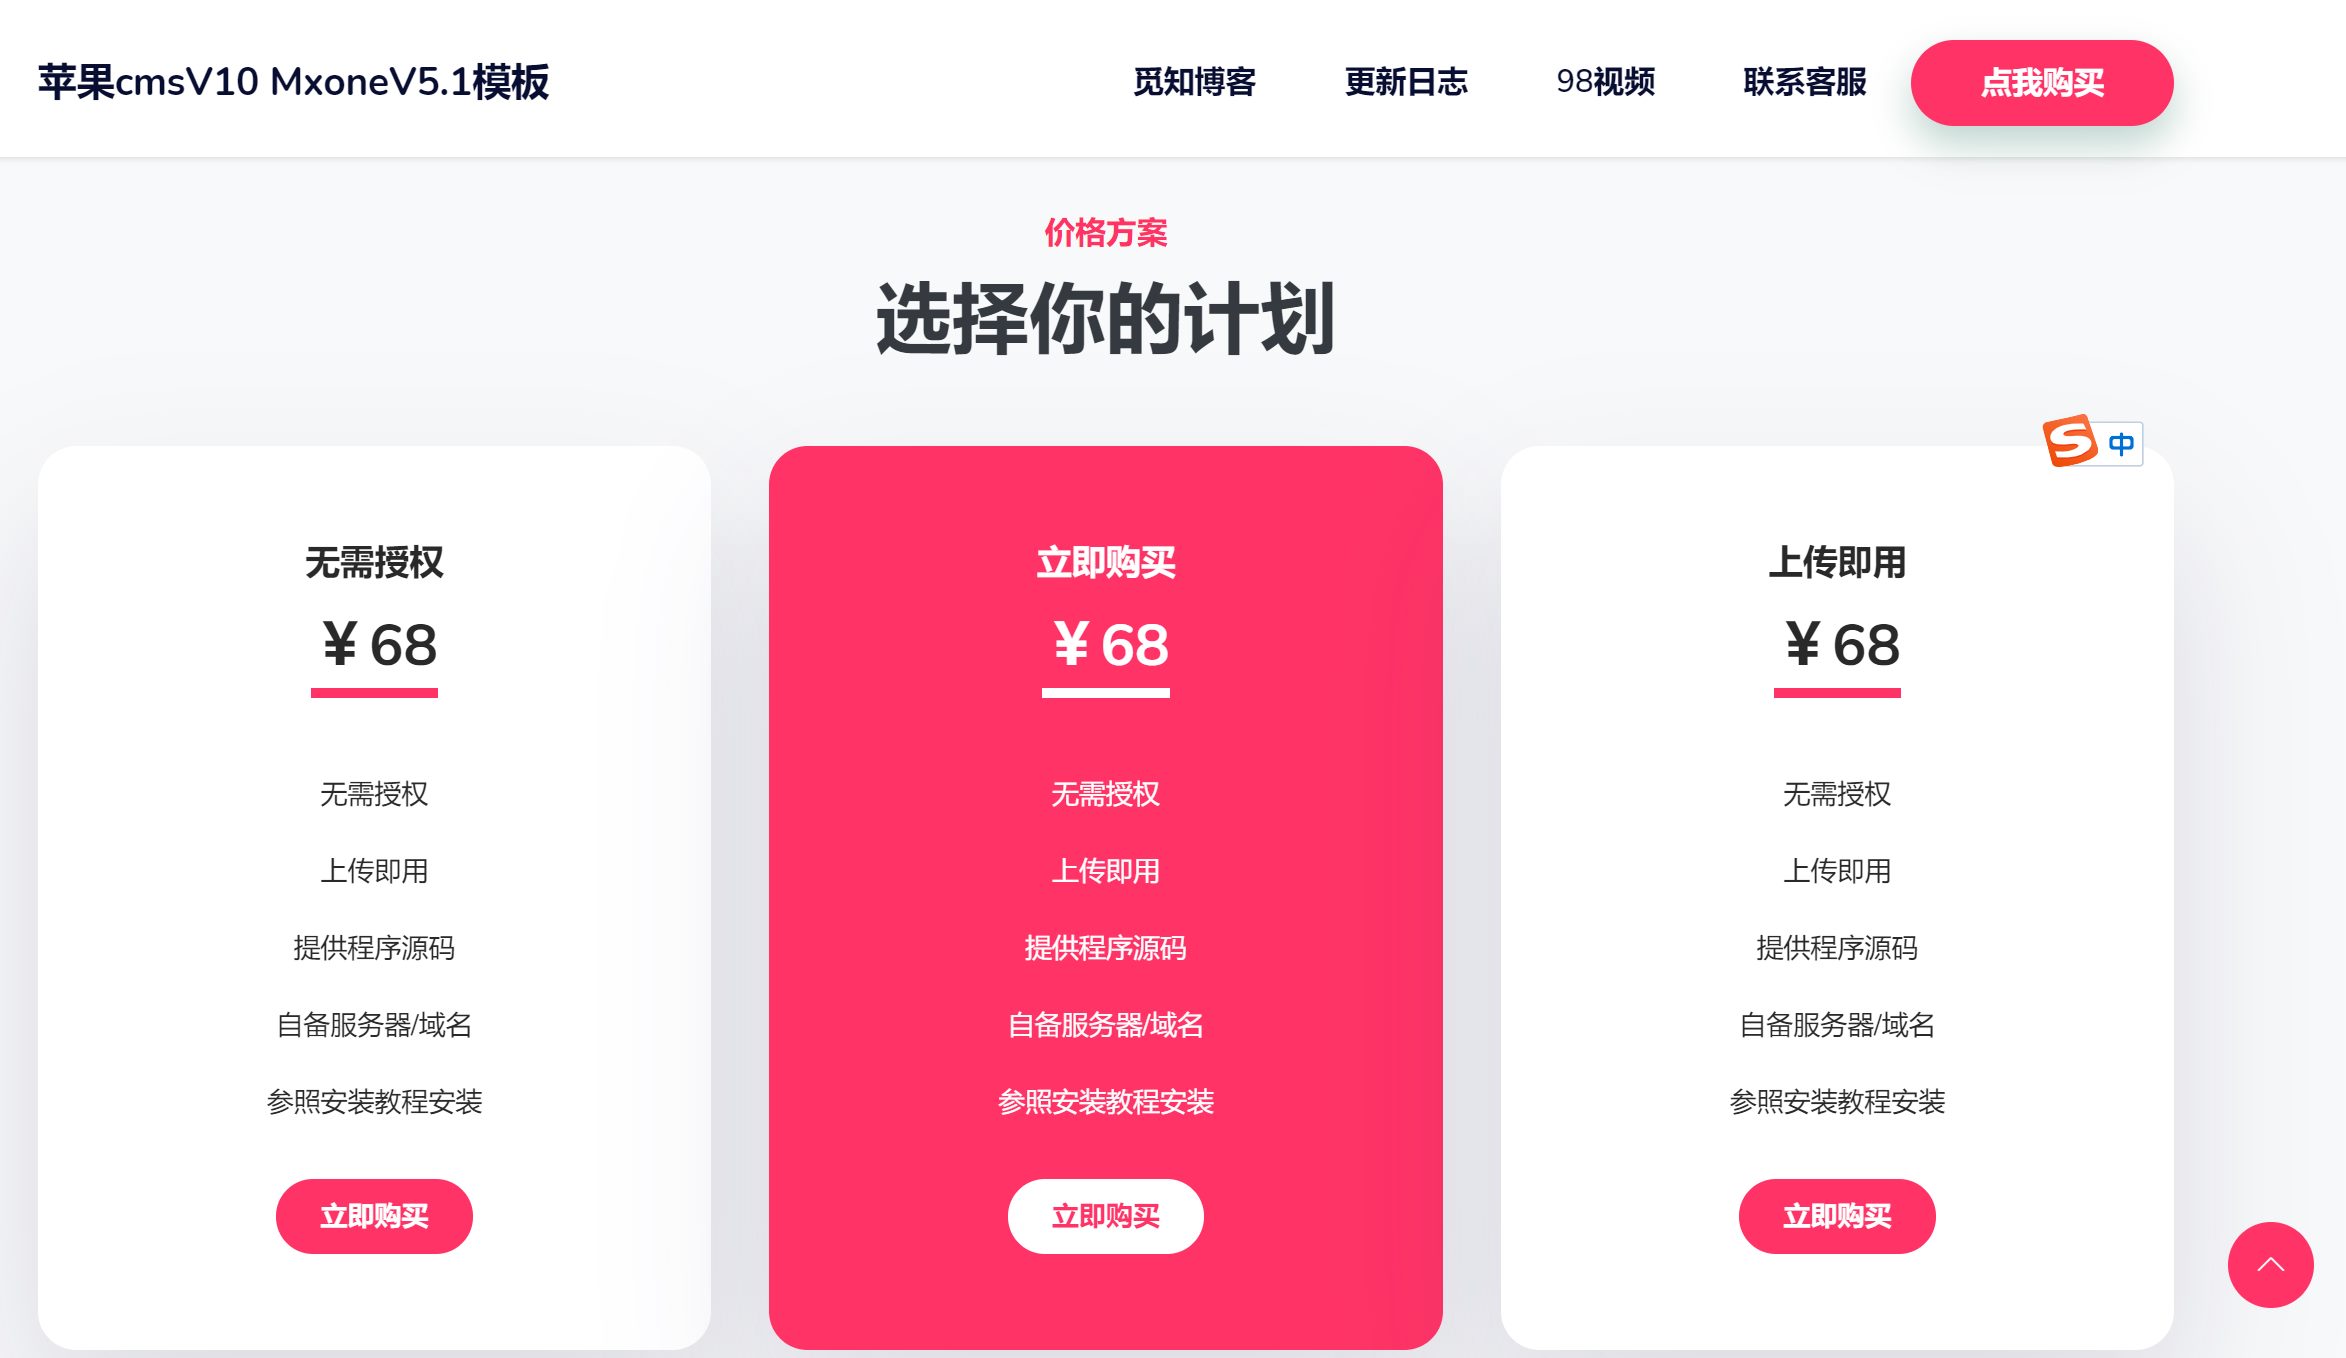 苹果cmsV10 MxoneV5.1模板
觅知博客 更新日志 98视频 联系客服 点我购买
价格方案
选择你的计划
S 中
无需授权
¥ 68
无需授权
上传即用
提供程序源码
自备服务器/域名
参照安装教程安装
立即购买
立即购买
¥ 68
无需授权
上传即用
提供程序源码
自备服务器/域名
参照安装教程安装
立即购买
上传即用
¥ 68
无需授权
上传即用
提供程序源码
自备服务器/域名
参照安装教程安装
立即购买